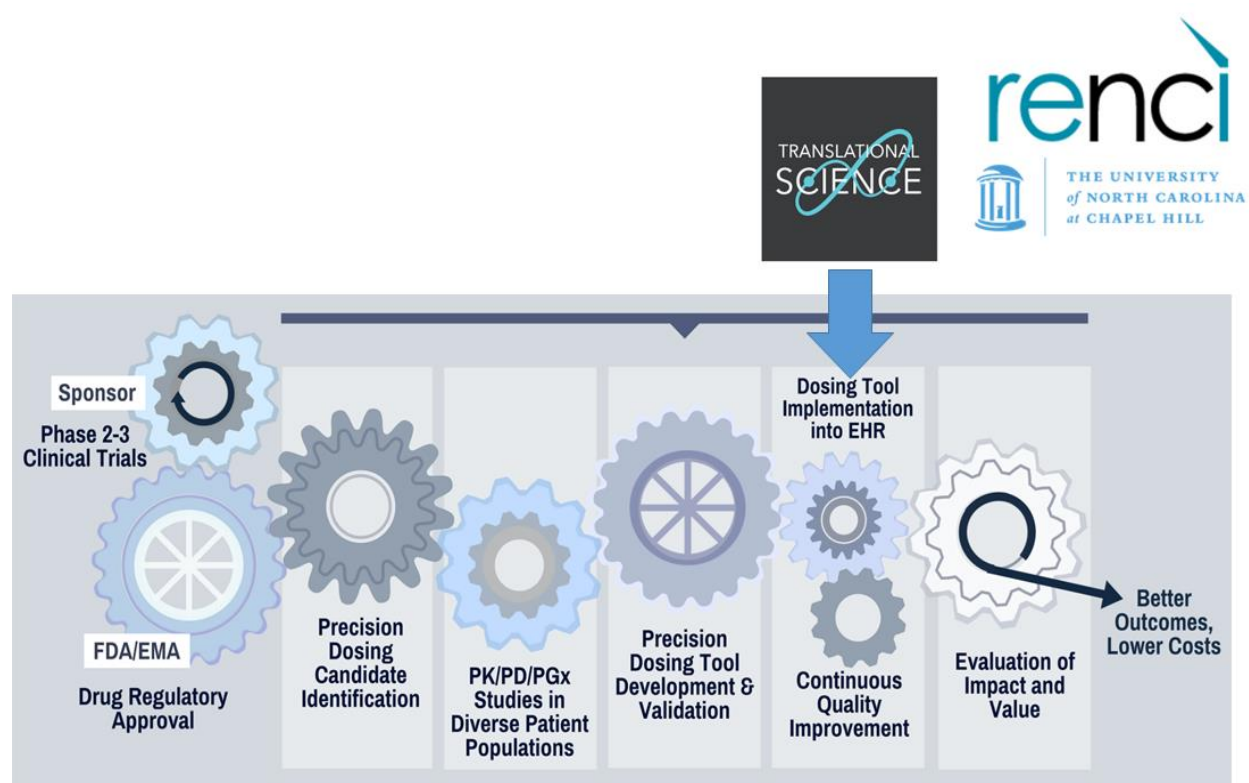 renci
TRANSLATIONAL
SCIENCE
THE UNIVERSITY
of NORTH CAROLINA
at CHAPEL HILL
Sponsor
Phase 2-3
Clinical Trials
FDA/EMA
Drug Regulatory
Approval
Precision
Dosing
Candidate
Identification
PK/PD/PGx
Studies in
Diverse Patient
Populations
Precision
Dosing Tool
Development &
Validation
Dosing Tool
Implementation
into EHR
Continuous
Quality
Improvement
Evaluation of
Impact and
Value
Better
Outcomes,
Lower Costs